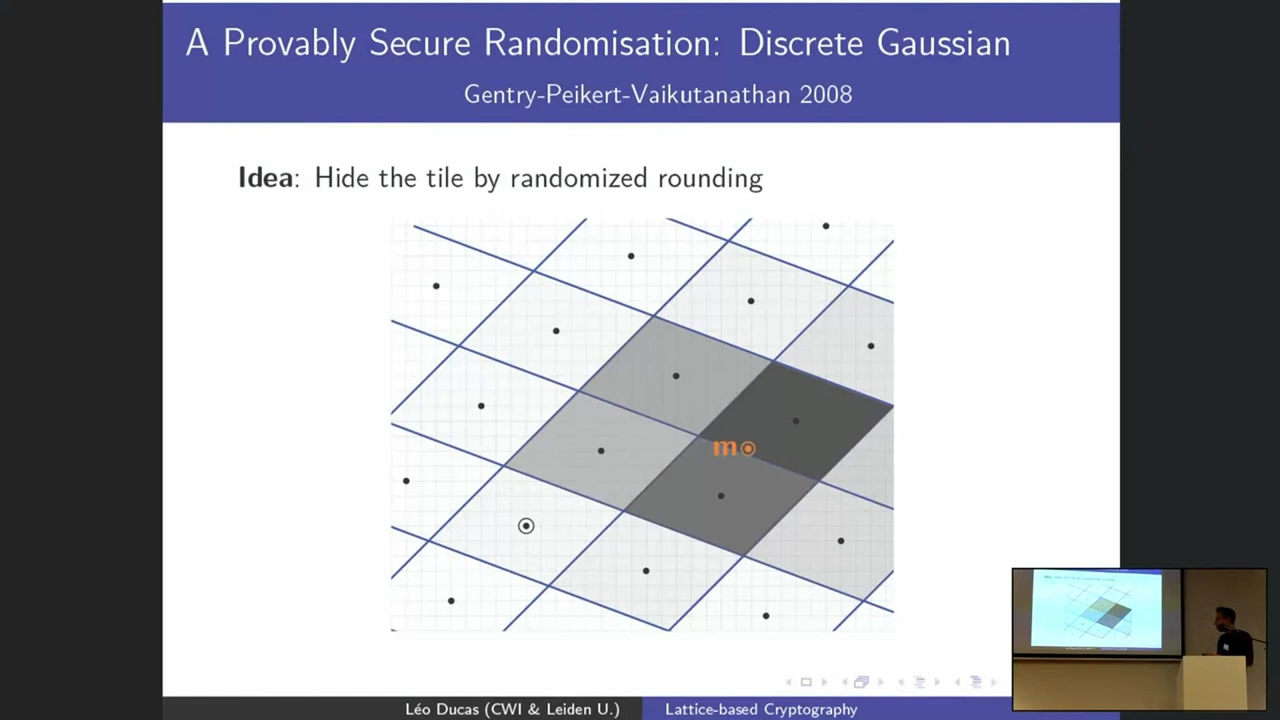 A Provably Secure Randomisation: Discrete Gaussian
Gentry-Peikert-Vaikutanathan 2008
Idea: Hide the tile by randomized rounding
m
Léo Ducas (CWI & Leiden U.)
Lattice-based Cryptography